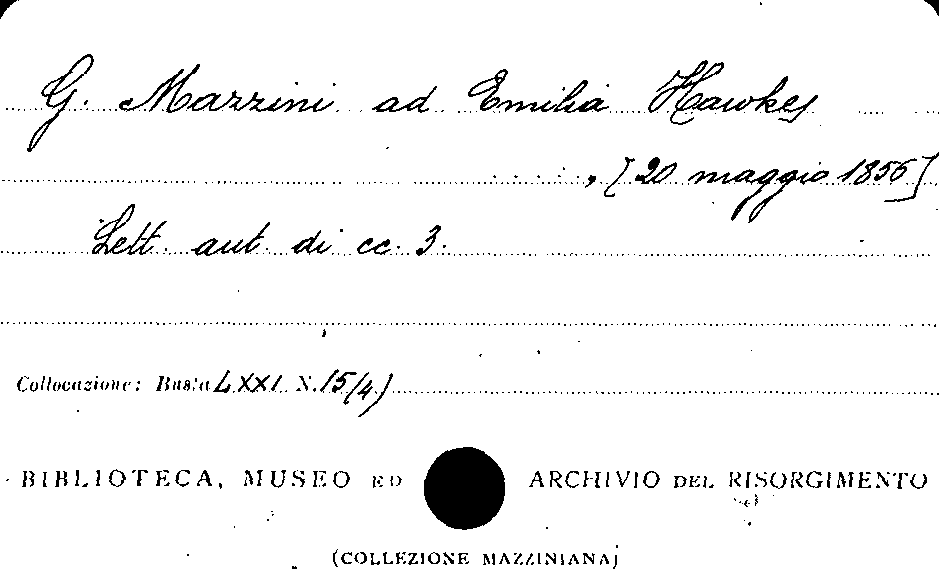 G. Mazzini ad Emilia Hawkes
....., [20 maggio 1856]
Lett. aut. di cc. 3.
Collocazione: Busta LXXI N. 15/4)
BIBLIOTECA, MUSEO ED ARCHIVIO DEL RISORGIMENTO
(COLLEZIONE MAZZINIANA)